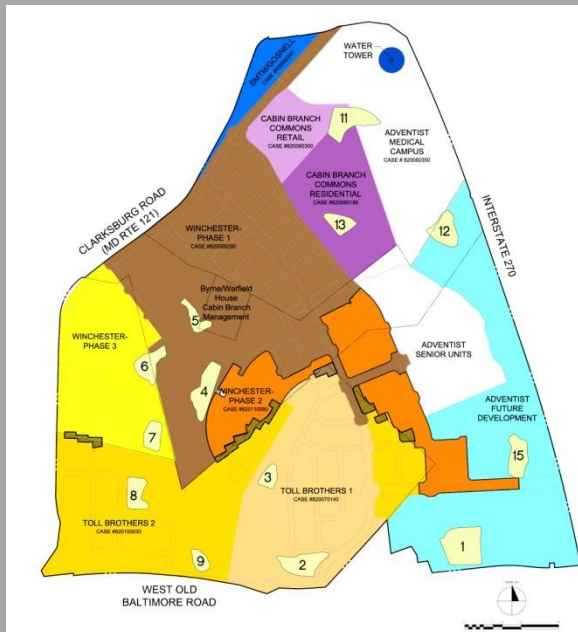 WATER
TOWER
SMTM/GOSNELL
CABIN BRANCH
COMMONS
RETAIL
CASE #820060300
11
ADVENTIST
MEDICAL
CAMPUS
CASE # 820060350
CABIN BRANCH
COMMONS
RESIDENTIAL
13
12
CLARKSBURG ROAD
(MD RTE 121)
INTERSTATE 270
WINCHESTER-
PHASE 1
CASE #820060290
Byrne/Warfield
House
Cabin Branch
Management
5
WINCHESTER-
PHASE 3
6
ADVENTIST
SENIOR UNITS
4
WINCHESTER-
PHASE 2
ADVENTIST
FUTURE
DEVELOPMENT
7
15
3
8
TOLL BROTHERS 1
CASE #820070140
TOLL BROTHERS 2
1
9
2
WEST OLD
BALTIMORE ROAD